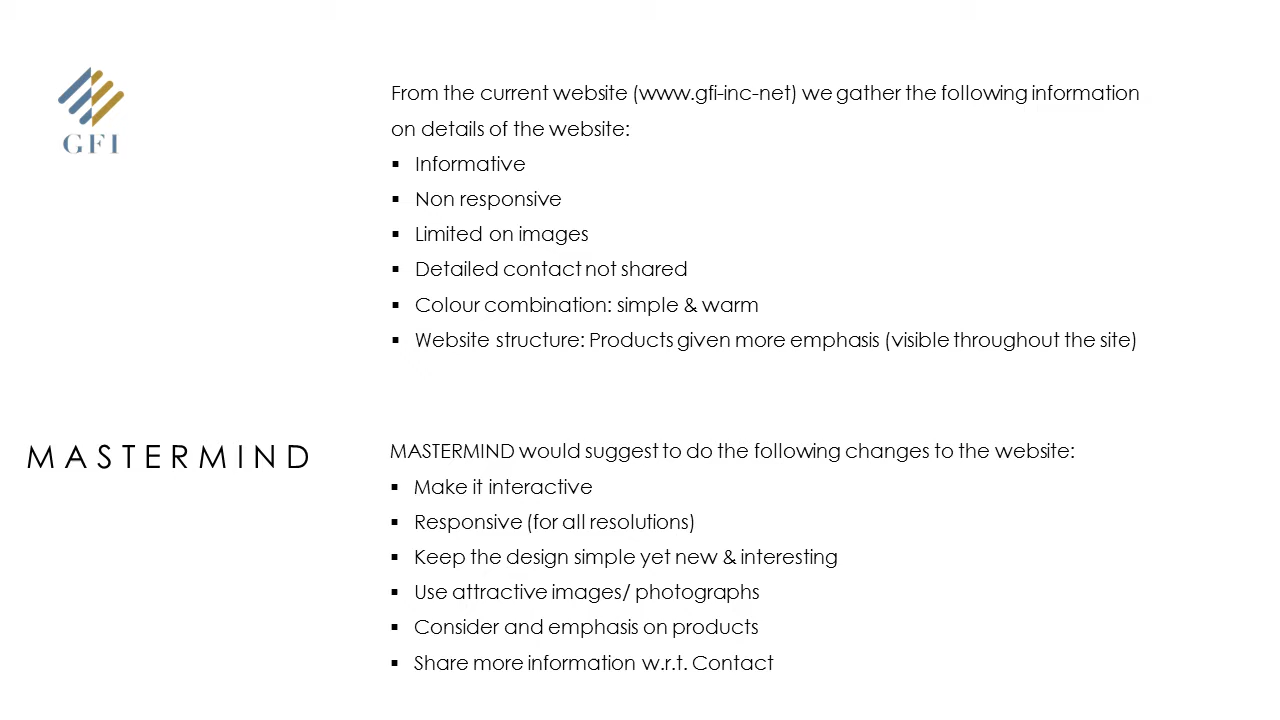 GFI
From the current website (www.gfi-inc-net) we gather the following information
on details of the website:
▪ Informative
▪ Non responsive
▪ Limited on images
▪ Detailed contact not shared
▪ Colour combination: simple & warm
▪ Website structure: Products given more emphasis (visible throughout the site)
MASTERMIND
MASTERMIND would suggest to do the following changes to the website:
▪ Make it interactive
▪ Responsive (for all resolutions)
▪ Keep the design simple yet new & interesting
▪ Use attractive images/ photographs
▪ Consider and emphasis on products
▪ Share more information w.r.t. Contact